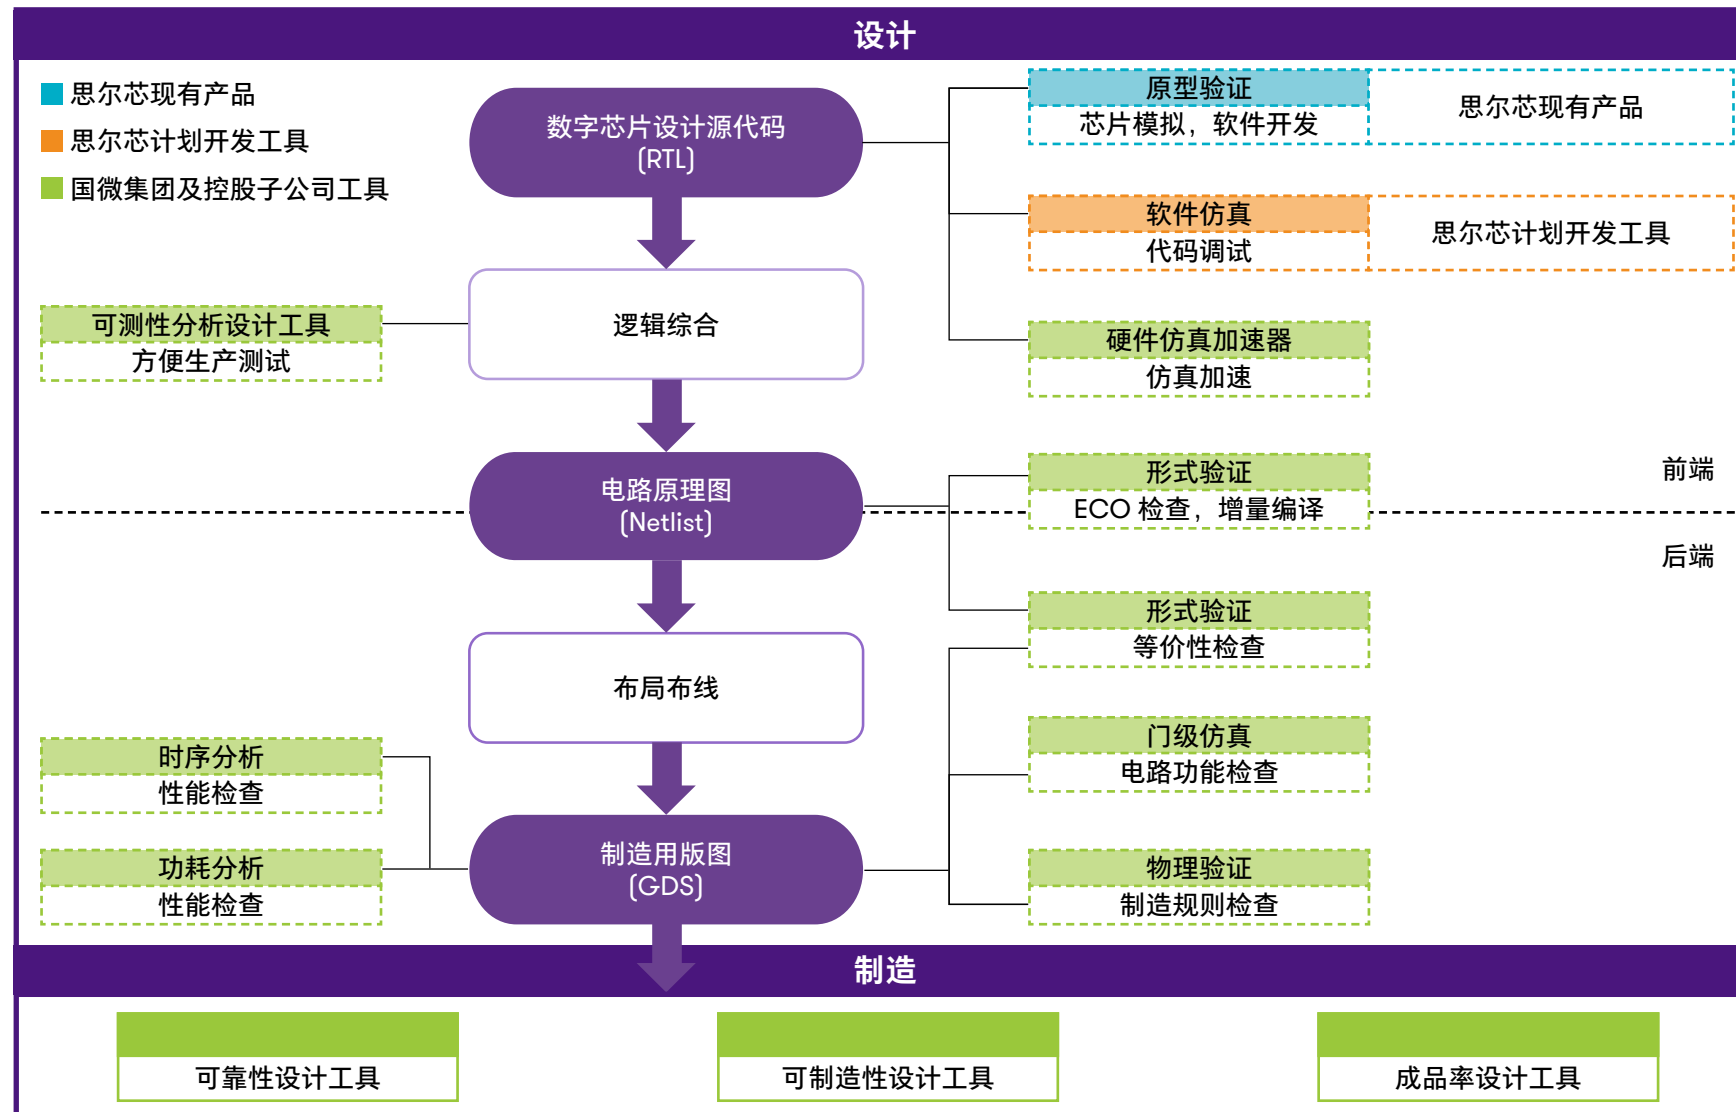 设计
思尔芯现有产品
思尔芯计划开发工具
国微集团及控股子公司工具
数字芯片设计源代码
(RTL)
原型验证
芯片模拟，软件开发
思尔芯现有产品
软件仿真
代码调试
思尔芯计划开发工具
可测性分析设计工具
方便生产测试
逻辑综合
硬件仿真加速器
仿真加速
电路原理图
(Netlist)
形式验证
ECO 检查，增量编译
前端
后端
形式验证
等价性检查
布局布线
门级仿真
电路功能检查
时序分析
性能检查
功耗分析
性能检查
制造用版图
(GDS)
物理验证
制造规则检查
制造
可靠性设计工具
可制造性设计工具
成品率设计工具